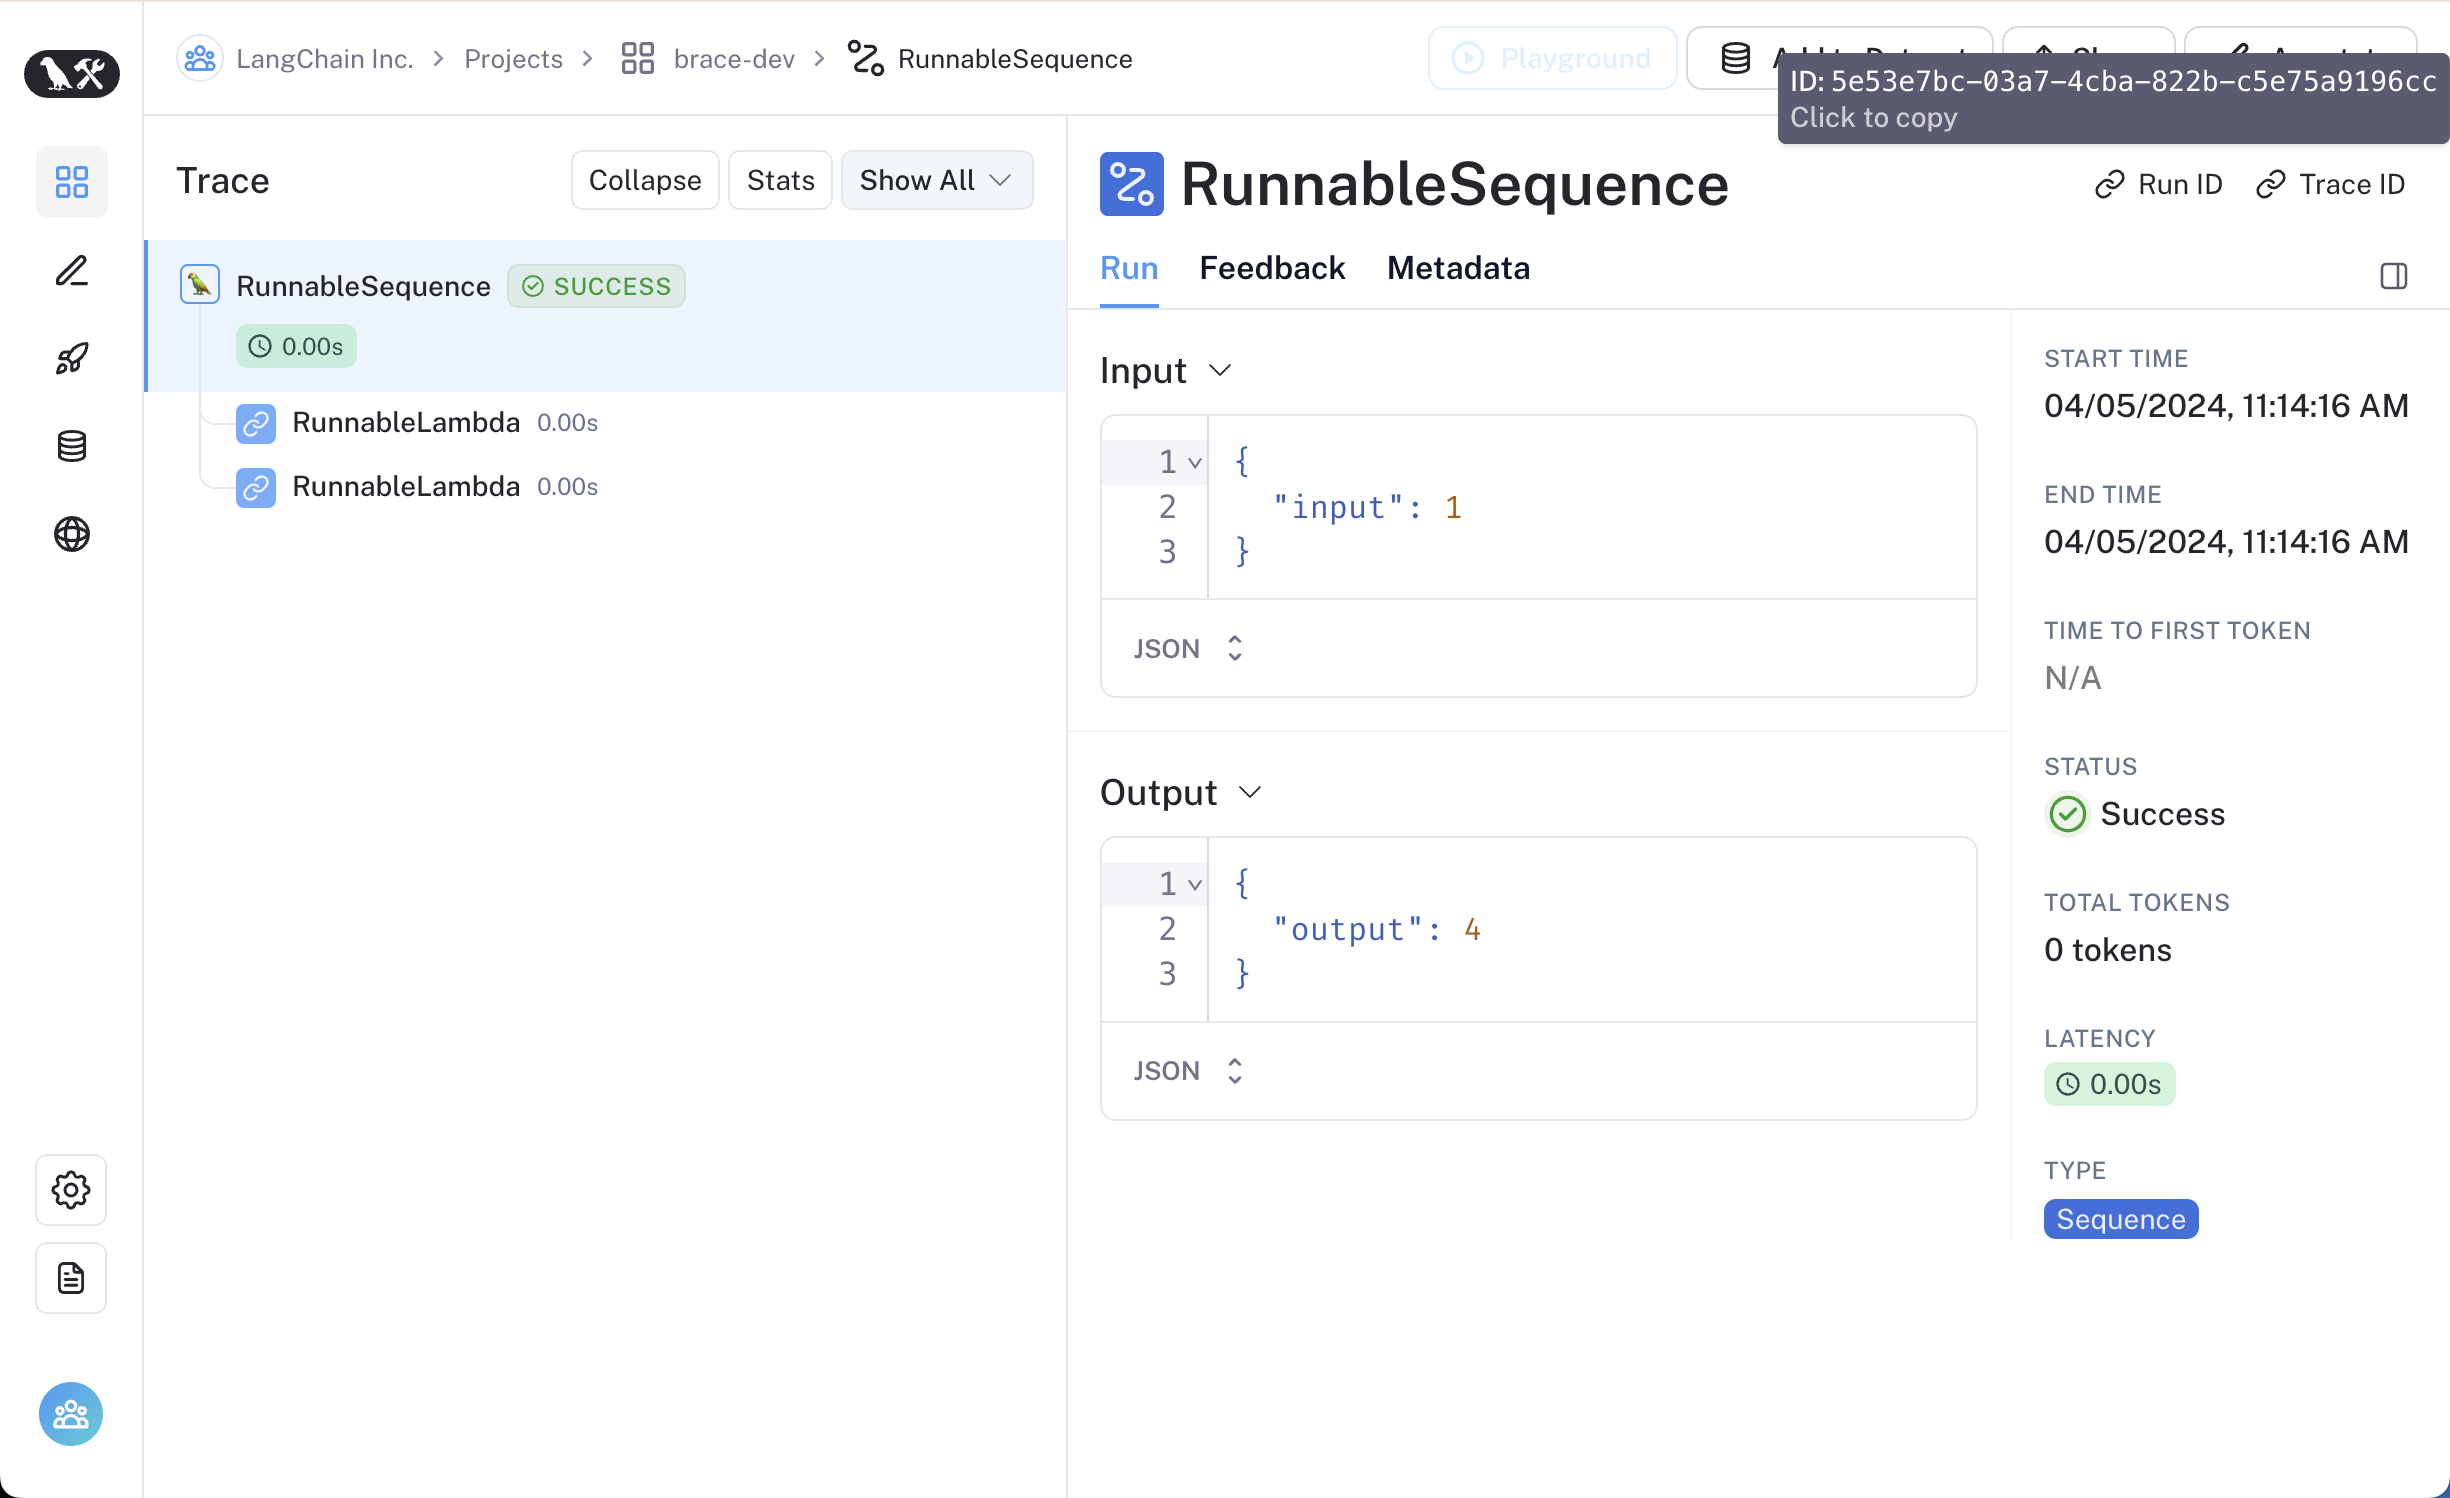 LangChain Inc. > Projects > brace-dev > RunnableSequence
Playground
ID: 5e53e7bc-03a7-4cba-822b-c5e75a9196cc
Click to copy
Trace
Collapse
Stats
Show All
RunnableSequence
SUCCESS
0.00s
RunnableLambda 0.00s
RunnableLambda 0.00s
RunnableSequence
Run ID
Trace ID
Run
Feedback
Metadata
Input
1 {
2 "input": 1
3 }
JSON
Output
1 {
2 "output": 4
3 }
JSON
START TIME
04/05/2024, 11:14:16 AM
END TIME
04/05/2024, 11:14:16 AM
TIME TO FIRST TOKEN
N/A
STATUS
Success
TOTAL TOKENS
0 tokens
LATENCY
0.00s
TYPE
Sequence